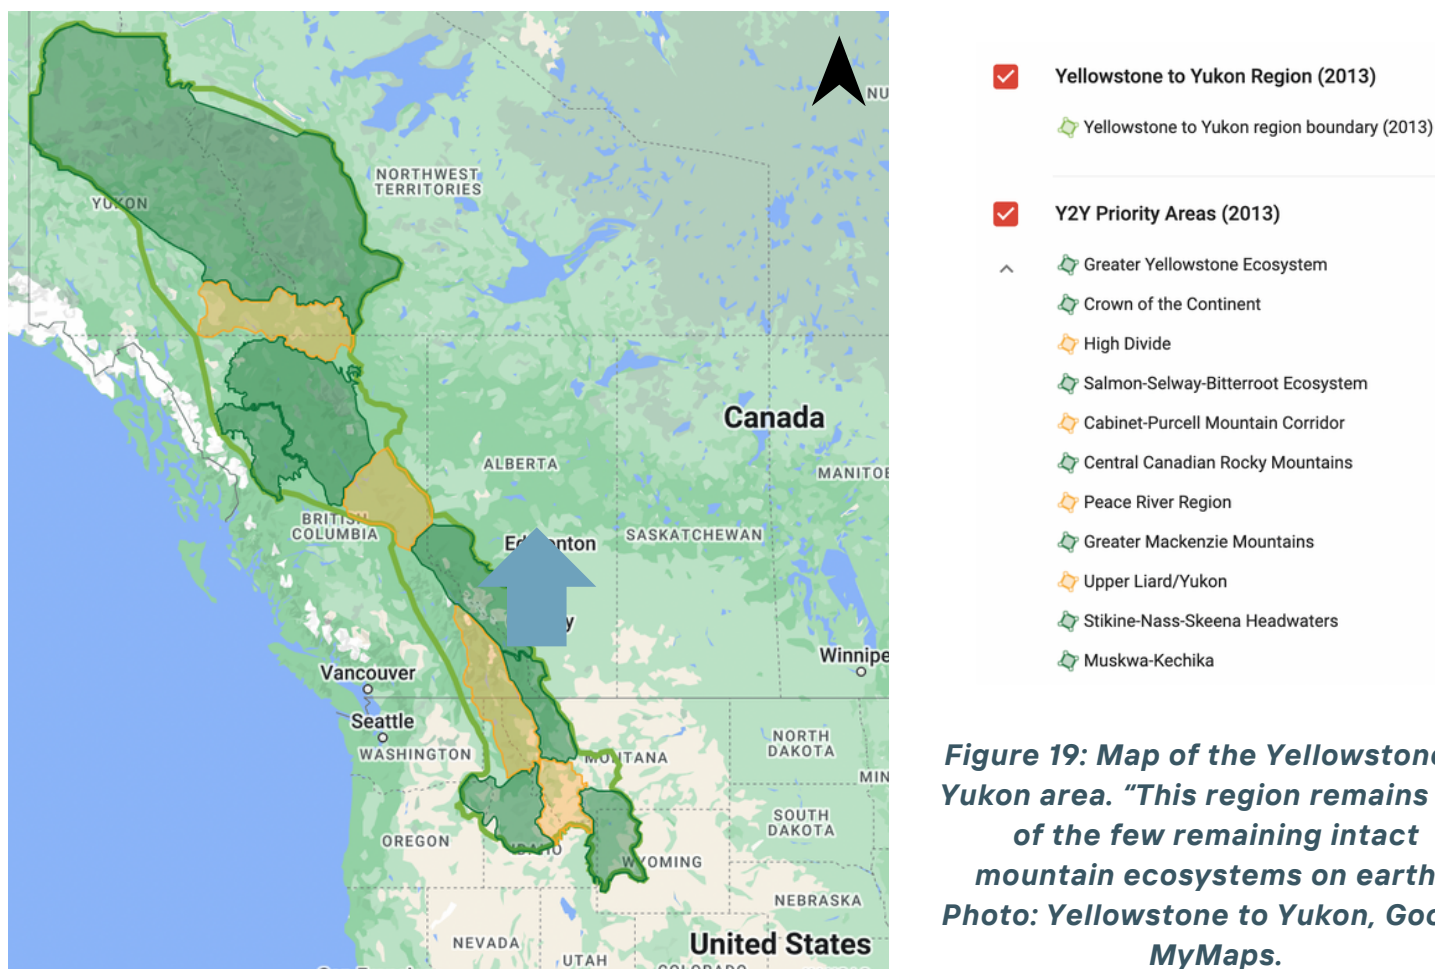 NU
NORTHWEST
TERRITORIES
YUKON
Canada
ALBERTA
MANITOB
BRITISH
COLUMBIA
SASKATCHEWAN
Edmonton
y
Winnipe
Vancouver
Seattle
WASHINGTON
MONTANA
NORTH
DAKOTA
MIN
SOUTH
DAKOTA
OREGON
IDAHO
WYOMING
NEBRASKA
NEVADA
United States
UTAH
COLORADO
Yellowstone to Yukon Region (2013)
Yellowstone to Yukon region boundary (2013)
Y2Y Priority Areas (2013)
Greater Yellowstone Ecosystem
Crown of the Continent
High Divide
Salmon-Selway-Bitterroot Ecosystem
Cabinet-Purcell Mountain Corridor
Central Canadian Rocky Mountains
Peace River Region
Greater Mackenzie Mountains
Upper Liard/Yukon
Stikine-Nass-Skeena Headwaters
Muskwa-Kechika
Figure 19: Map of the Yellowstone
Yukon area. “This region remains
of the few remaining intact
mountain ecosystems on earth
Photo: Yellowstone to Yukon, Goo
MyMaps.